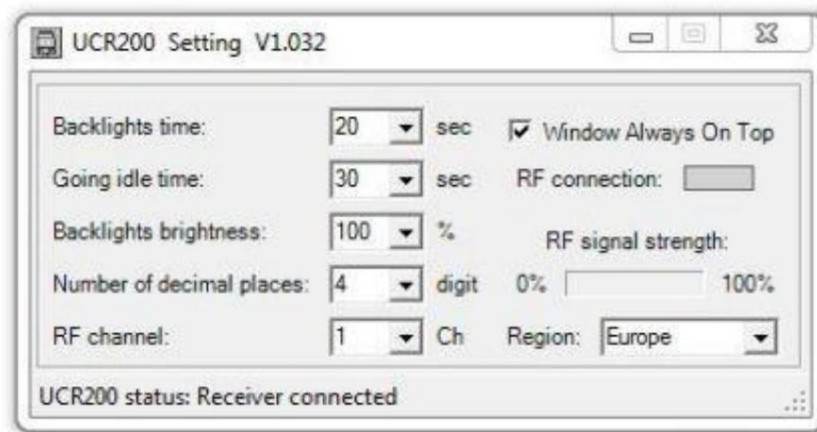 UCR200 Setting V1.032
Backlights time: 20 sec
Window Always On Top
Going idle time: 30 sec
RF connection:
Backlights brightness: 100 %
RF signal strength:
Number of decimal places: 4 digit
0% 100%
RF channel: 1 Ch
Region: Europe
UCR200 status: Receiver connected